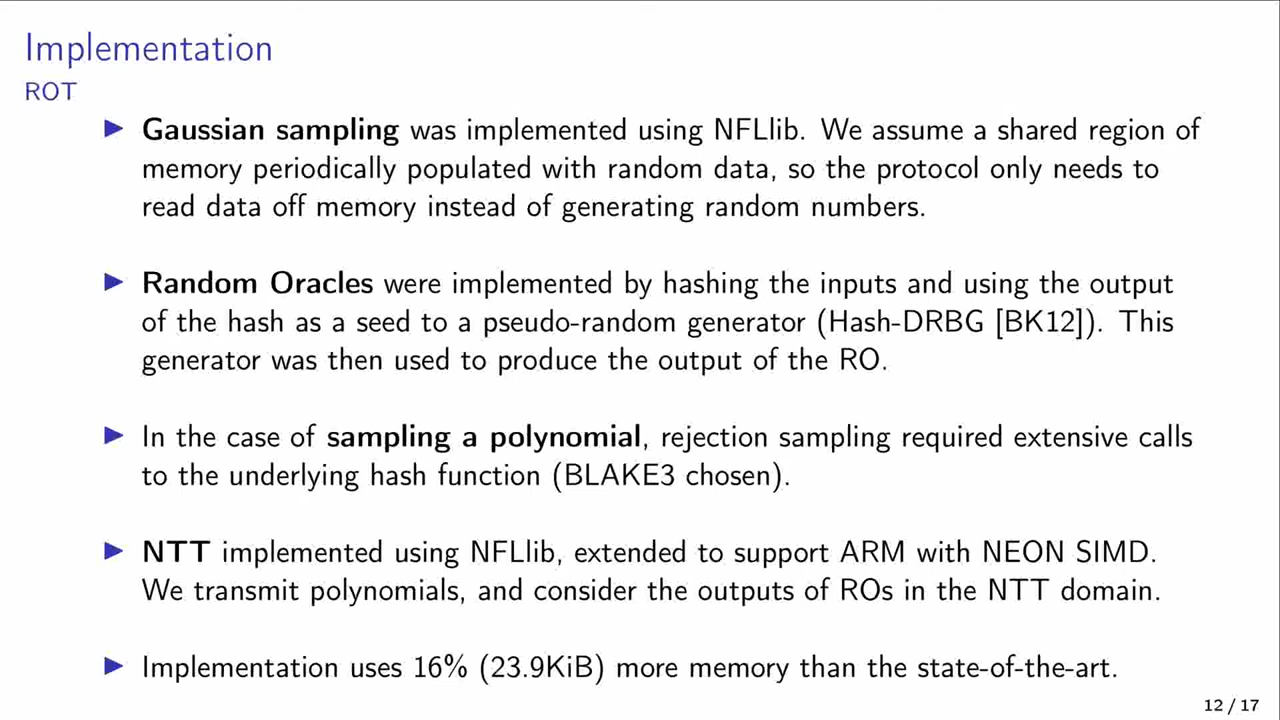 Implementation
ROT
▶ Gaussian sampling was implemented using NFLlib. We assume a shared region of
memory periodically populated with random data, so the protocol only needs to
read data off memory instead of generating random numbers.
▶ Random Oracles were implemented by hashing the inputs and using the output
of the hash as a seed to a pseudo-random generator (Hash-DRBG [BK12]). This
generator was then used to produce the output of the RO.
▶ In the case of sampling a polynomial, rejection sampling required extensive calls
to the underlying hash function (BLAKE3 chosen).
▶ NTT implemented using NFLlib, extended to support ARM with NEON SIMD.
We transmit polynomials, and consider the outputs of ROs in the NTT domain.
▶ Implementation uses 16% (23.9KiB) more memory than the state-of-the-art.
12 / 17